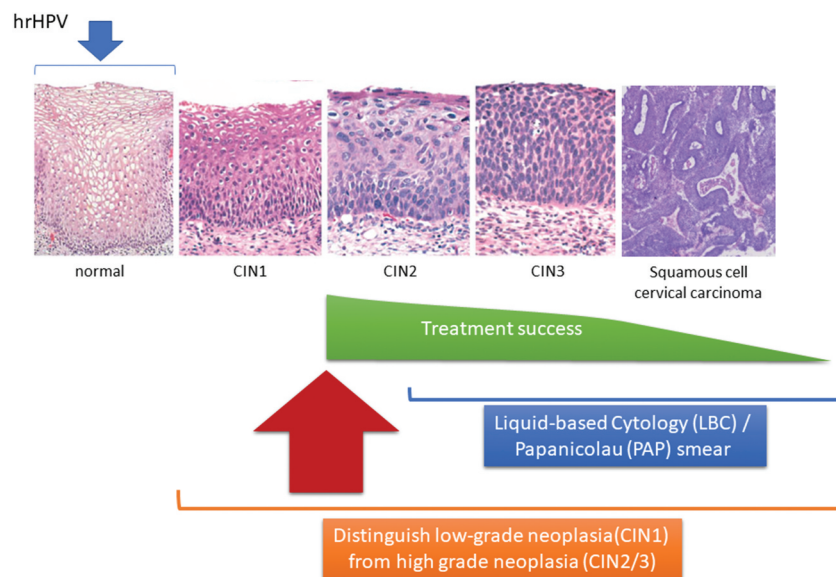 hrHPV
normal
CIN1
CIN2
CIN3
Squamous cell
cervical carcinoma
Treatment success
Liquid-based Cytology (LBC) /
Papanicolau (PAP) smear
Distinguish low-grade neoplasia(CIN1)
from high grade neoplasia (CIN2/3)